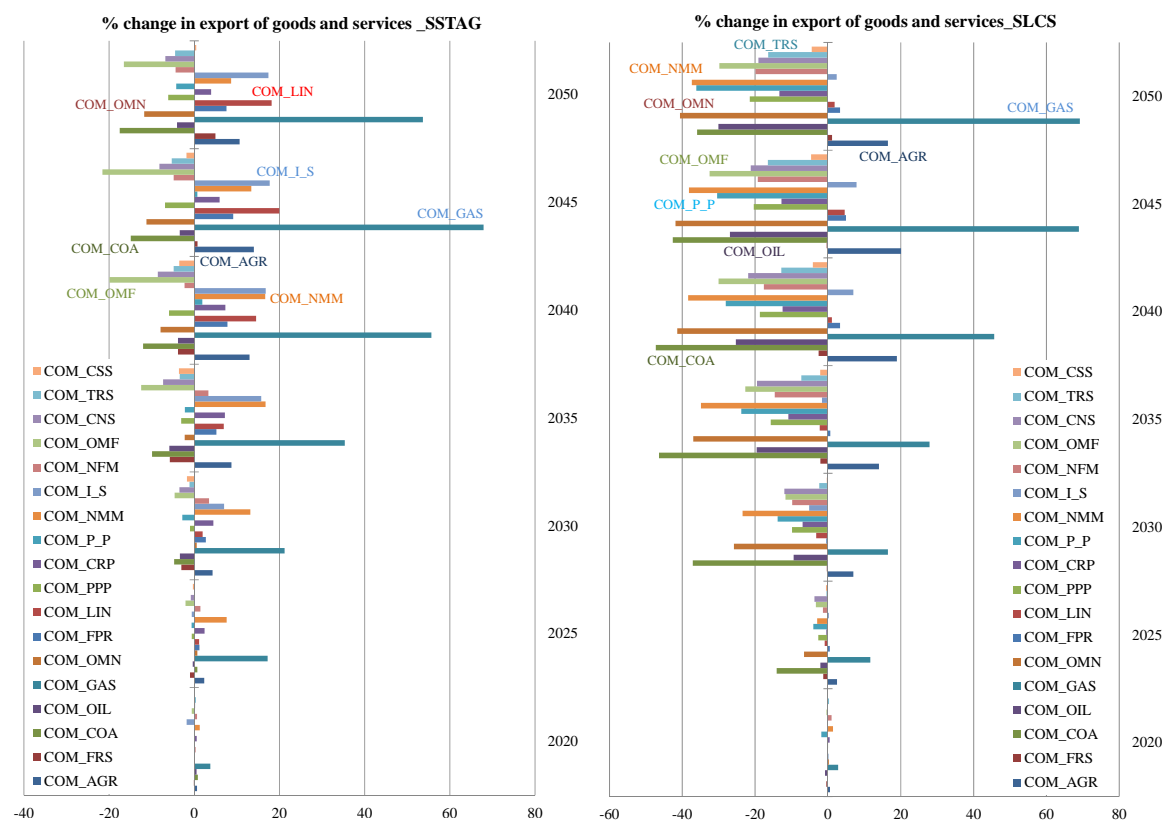 % change in export of goods and services _SSTAG
COM_LIN
COM_OMN
COM_I_S
COM_GAS
COM_COA
COM_AGR
COM_OMF
COM_NMM
2050
2045
2040
2035
2030
2025
2020
COM_CSS
COM_TRS
COM_CNS
COM_OMF
COM_NFM
COM_I_S
COM_NMM
COM_P_P
COM_CRP
COM_PPP
COM_LIN
COM_FPR
COM_OMN
COM_GAS
COM_OIL
COM_COA
COM_FRS
COM_AGR
-40 -20 0 20 40 60 80
% change in export of goods and services_SLCS
COM_TRS
COM_NMM
COM_OMN
COM_GAS
COM_OMF
COM_AGR
COM_P_P
COM_OIL
COM_COA
2050
2045
2040
2035
2030
2025
2020
COM_CSS
COM_TRS
COM_CNS
COM_OMF
COM_NFM
COM_I_S
COM_NMM
COM_P_P
COM_CRP
COM_PPP
COM_LIN
COM_FPR
COM_OMN
COM_GAS
COM_OIL
COM_COA
COM_FRS
COM_AGR
-60 -40 -20 0 20 40 60 80